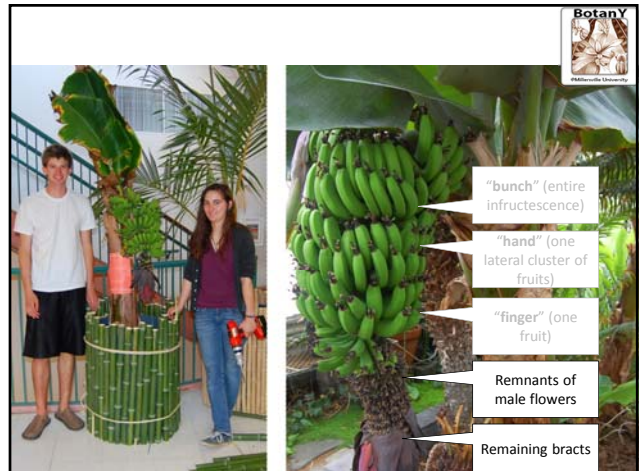 BotanY
@Millersville University
"bunch" (entire
infructescence)
"hand" (one
lateral cluster of
fruits)
"finger" (one
fruit)
Remnants of
male flowers
Remaining bracts